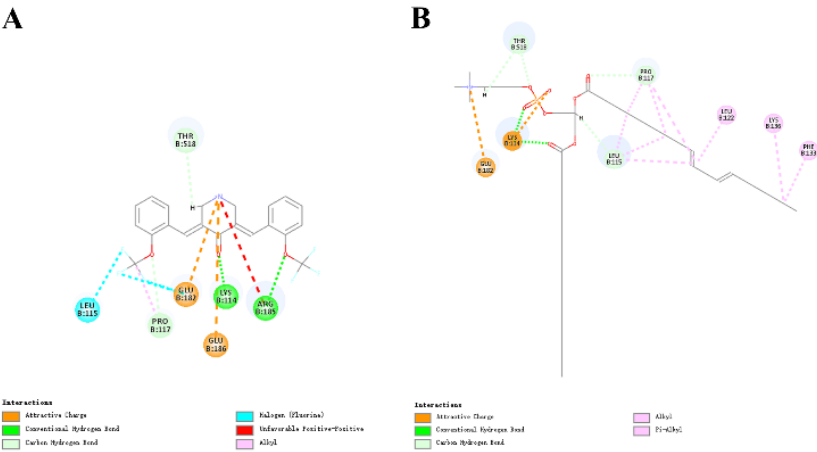 A
B
THR
B:518
LEU
B:115
PRO
B:117
GLU
B:182
GLU
B:186
LYS
B:114
ARG
B:185
N
H
O
Interactions
Attractive Charge
Conventional Hydrogen Bond
Carbon Hydrogen Bond
Halogen (Fluorine)
Unfavorable Positive-Positive
Alkyl
THR
B:518
PRO
B:117
LEU
B:122
LYS
B:136
PHE
B:133
LYS
B:114
GLU
B:182
LEU
B:115
H
H
Interactions
Attractive Charge
Conventional Hydrogen Bond
Carbon Hydrogen Bond
Alkyl
Pi-Alkyl